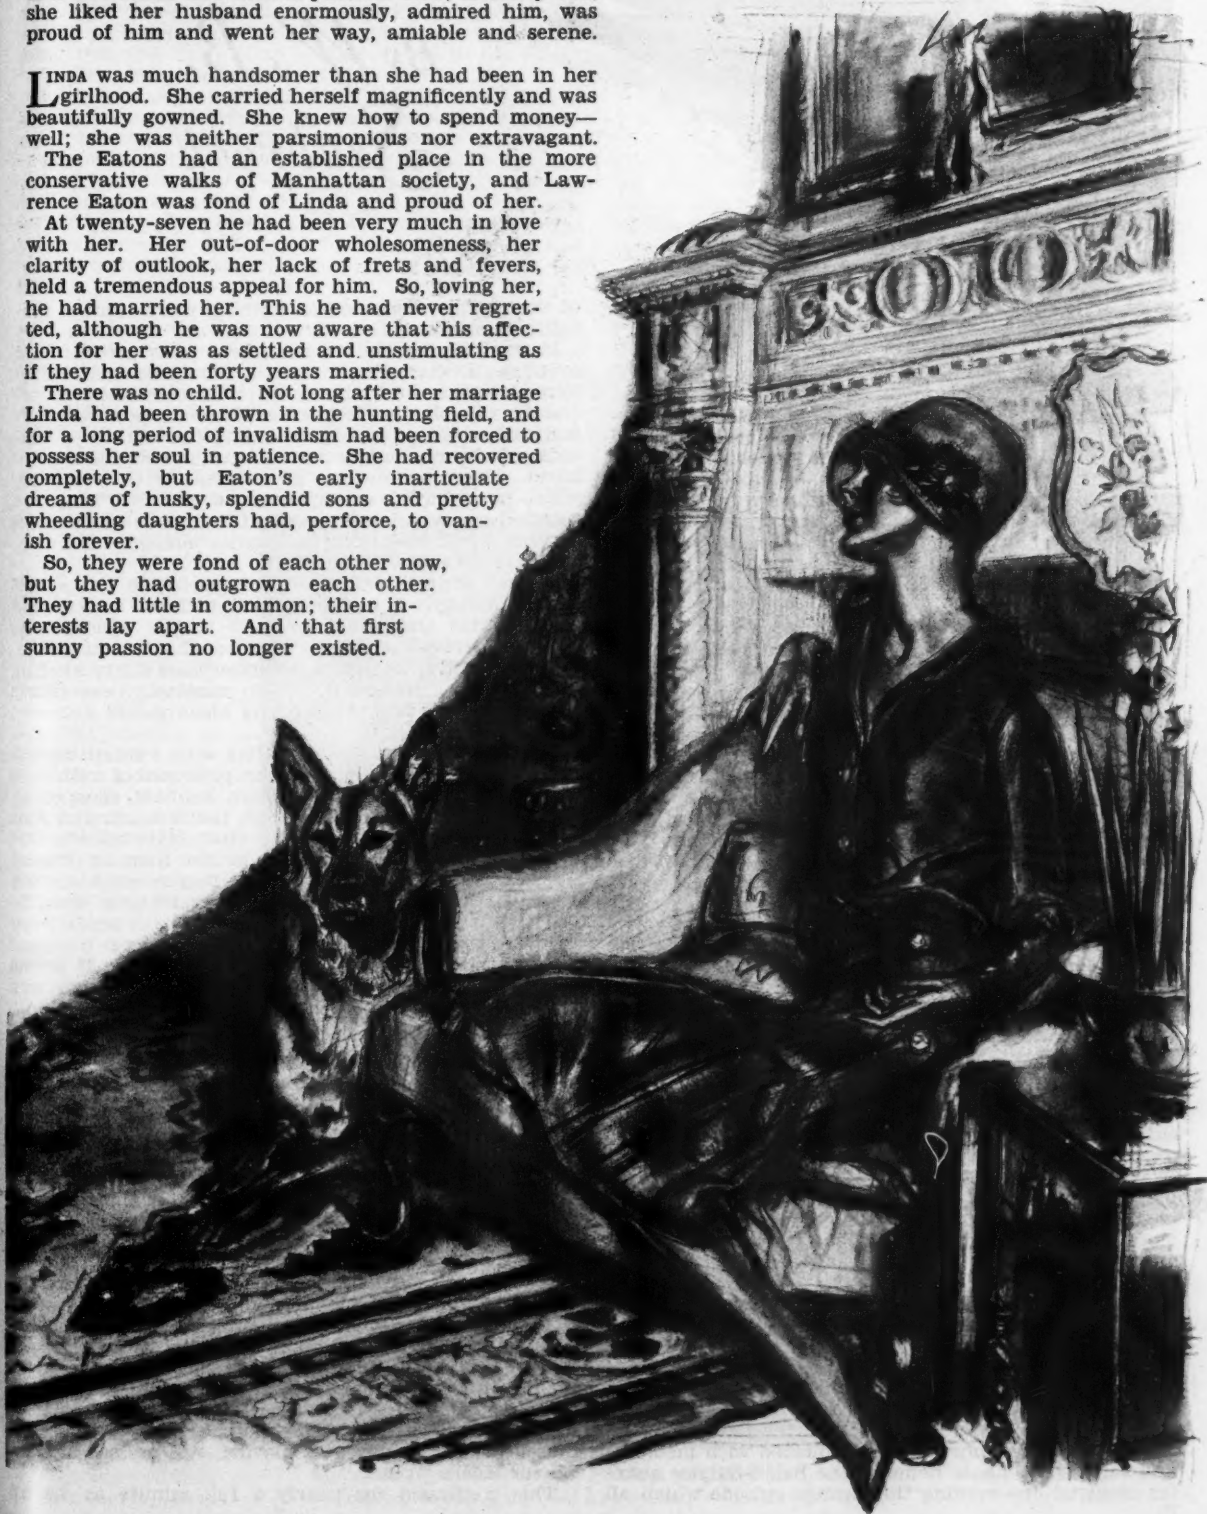 she liked her husband enormously, admired him, was
proud of him and went her way, amiable and serene.
LINDA was much handsomer than she had been in her
girlhood. She carried herself magnificently and was
beautifully gowned. She knew how to spend money—
well; she was neither parsimonious nor extravagant.
The Eatons had an established place in the more
conservative walks of Manhattan society, and Law-
rence Eaton was fond of Linda and proud of her.
At twenty-seven he had been very much in love
with her. Her out-of-door wholesomeness, her
clarity of outlook, her lack of frets and fevers,
held a tremendous appeal for him. So, loving her,
he had married her. This he had never regret-
ted, although he was now aware that his affec-
tion for her was as settled and unstimulating as
if they had been forty years married.
There was no child. Not long after her marriage
Linda had been thrown in the hunting field, and
for a long period of invalidism had been forced to
possess her soul in patience. She had recovered
completely, but Eaton's early inarticulate
dreams of husky, splendid sons and pretty
wheedling daughters had, perforce, to van-
ish forever.
So, they were fond of each other now,
but they had outgrown each other.
They had little in common; their in-
terests lay apart. And that first
sunny passion no longer existed.